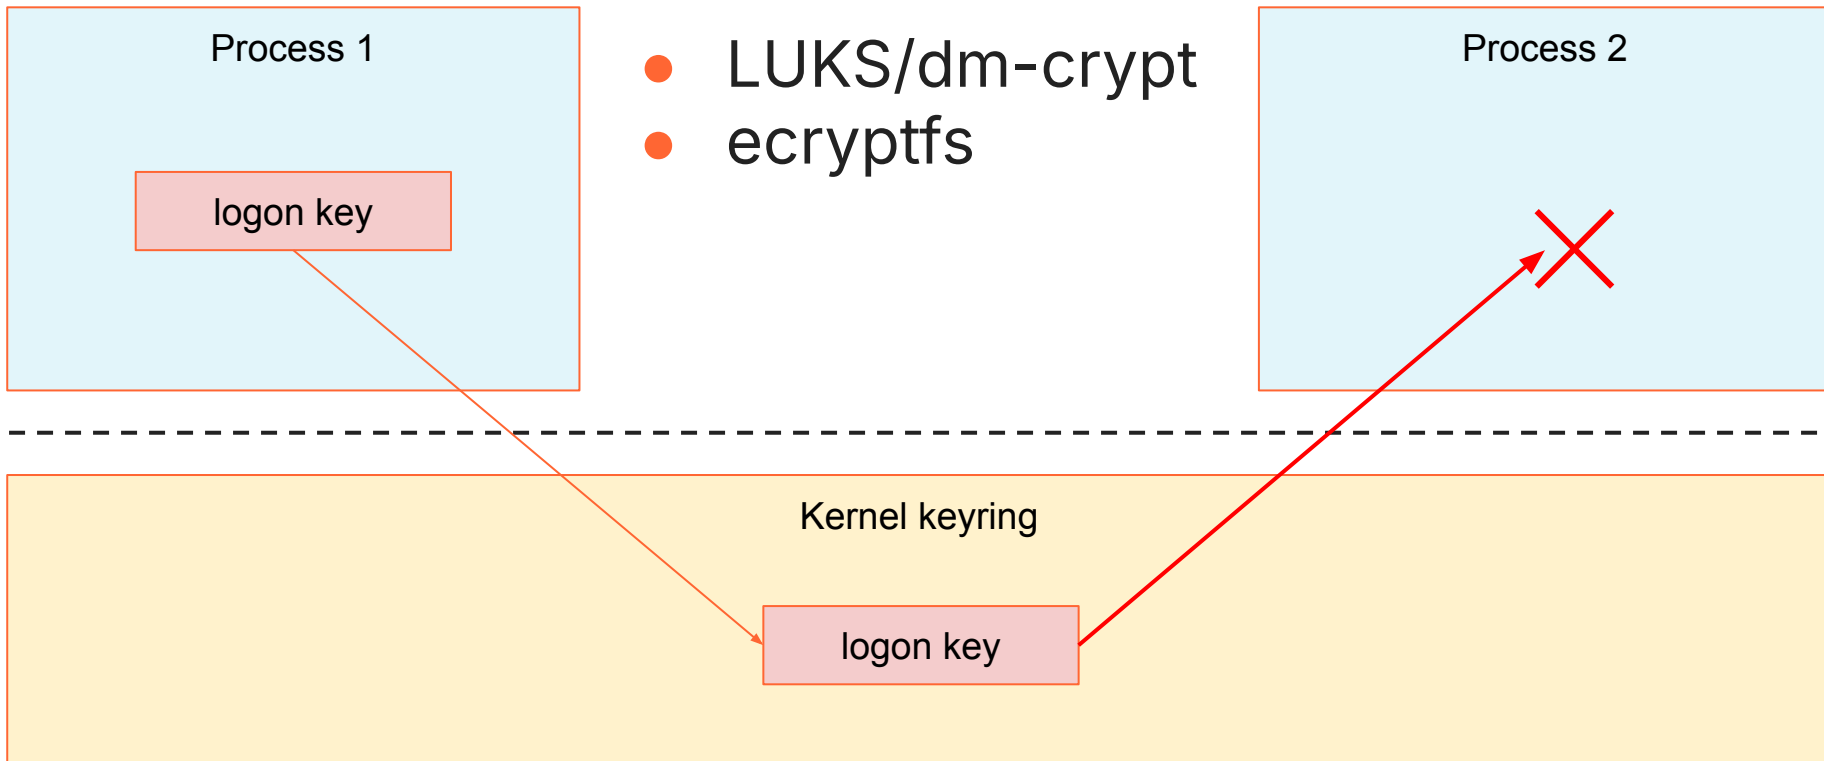 Process 1
logon key
● LUKS/dm-crypt
● ecryptfs
Process 2
Kernel keyring
logon key